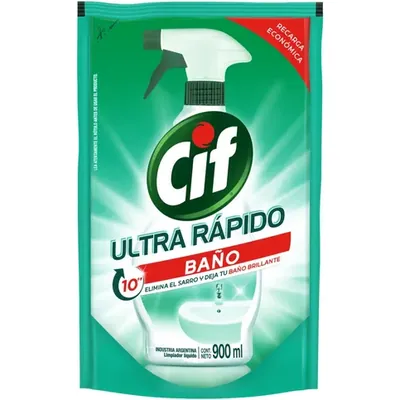 RECARGA
ECONÓMICA
Cif
ULTRA RÁPIDO
BAÑO
10"
ELIMINA EL SARRO Y DEJA TU BAÑO BRILLANTE
INDUSTRIA ARGENTINA
Limpiador líquido
CONT.
NETO
900 ml